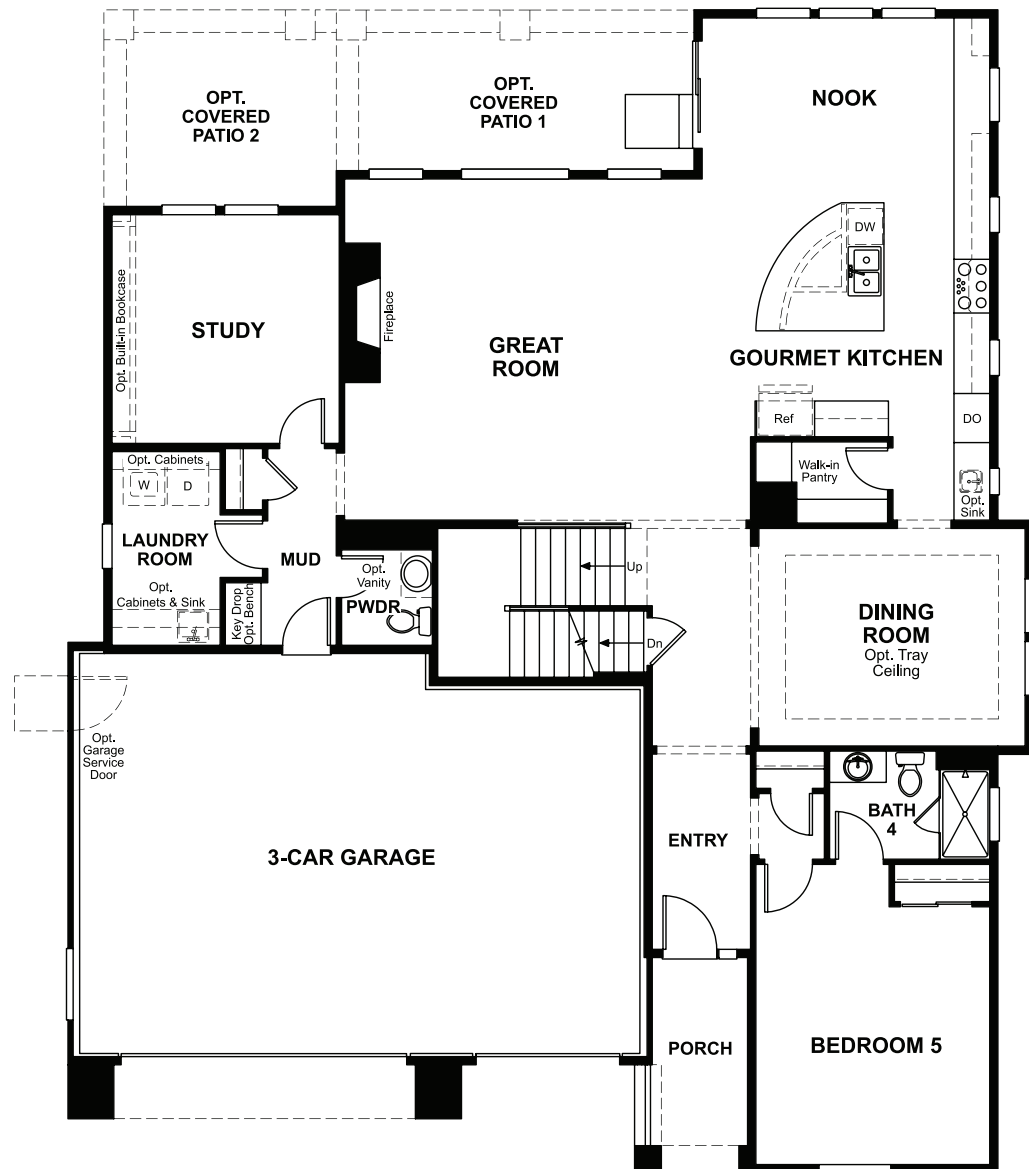 OPT.
COVERED
PATIO 2
OPT.
COVERED
PATIO 1
NOOK
DW
Opt. Built-in Bookcase
STUDY
Fireplace
GREAT
ROOM
GOURMET KITCHEN
Ref
DO
Walk-in
Pantry
Opt.
Sink
Opt. Cabinets
W
D
LAUNDRY
ROOM
Opt.
Cabinets & Sink
MUD
Key Drop
Opt. Bench
Opt.
Vanity
PWDR
Up
Dn
DINING
ROOM
Opt. Tray
Ceiling
Opt.
Garage
Service
Door
3-CAR GARAGE
ENTRY
BATH
4
PORCH
BEDROOM 5